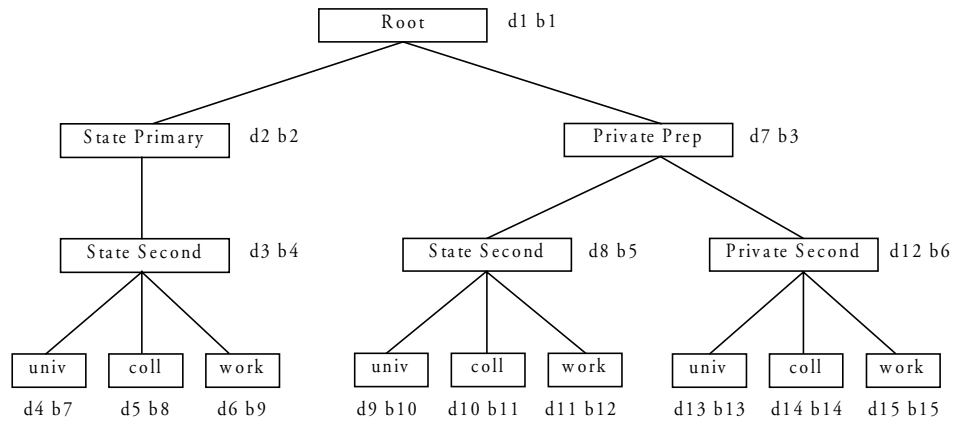 Root d1 b1
State Primary d2 b2 Private Prep d7 b3
State Second d3 b4 State Second d8 b5 Private Second d12 b6
univ coll work univ coll work univ coll work
d4 b7 d5 b8 d6 b9 d9 b10 d10 b11 d11 b12 d13 b13 d14 b14 d15 b15